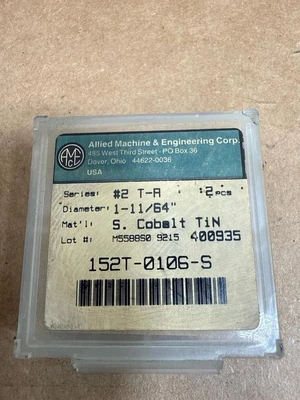 AMEC
Allied Machine & Engineering Corp.
485 West Third Street - PO Box 36
Dover, Ohio 44622-0036
USA
Series: #2 T-A 2 pcs
Diameter: 1-11/64"
Mat'l: S. Cobalt TiN
Lot #: M558890 9215 400935
152T-0106-S